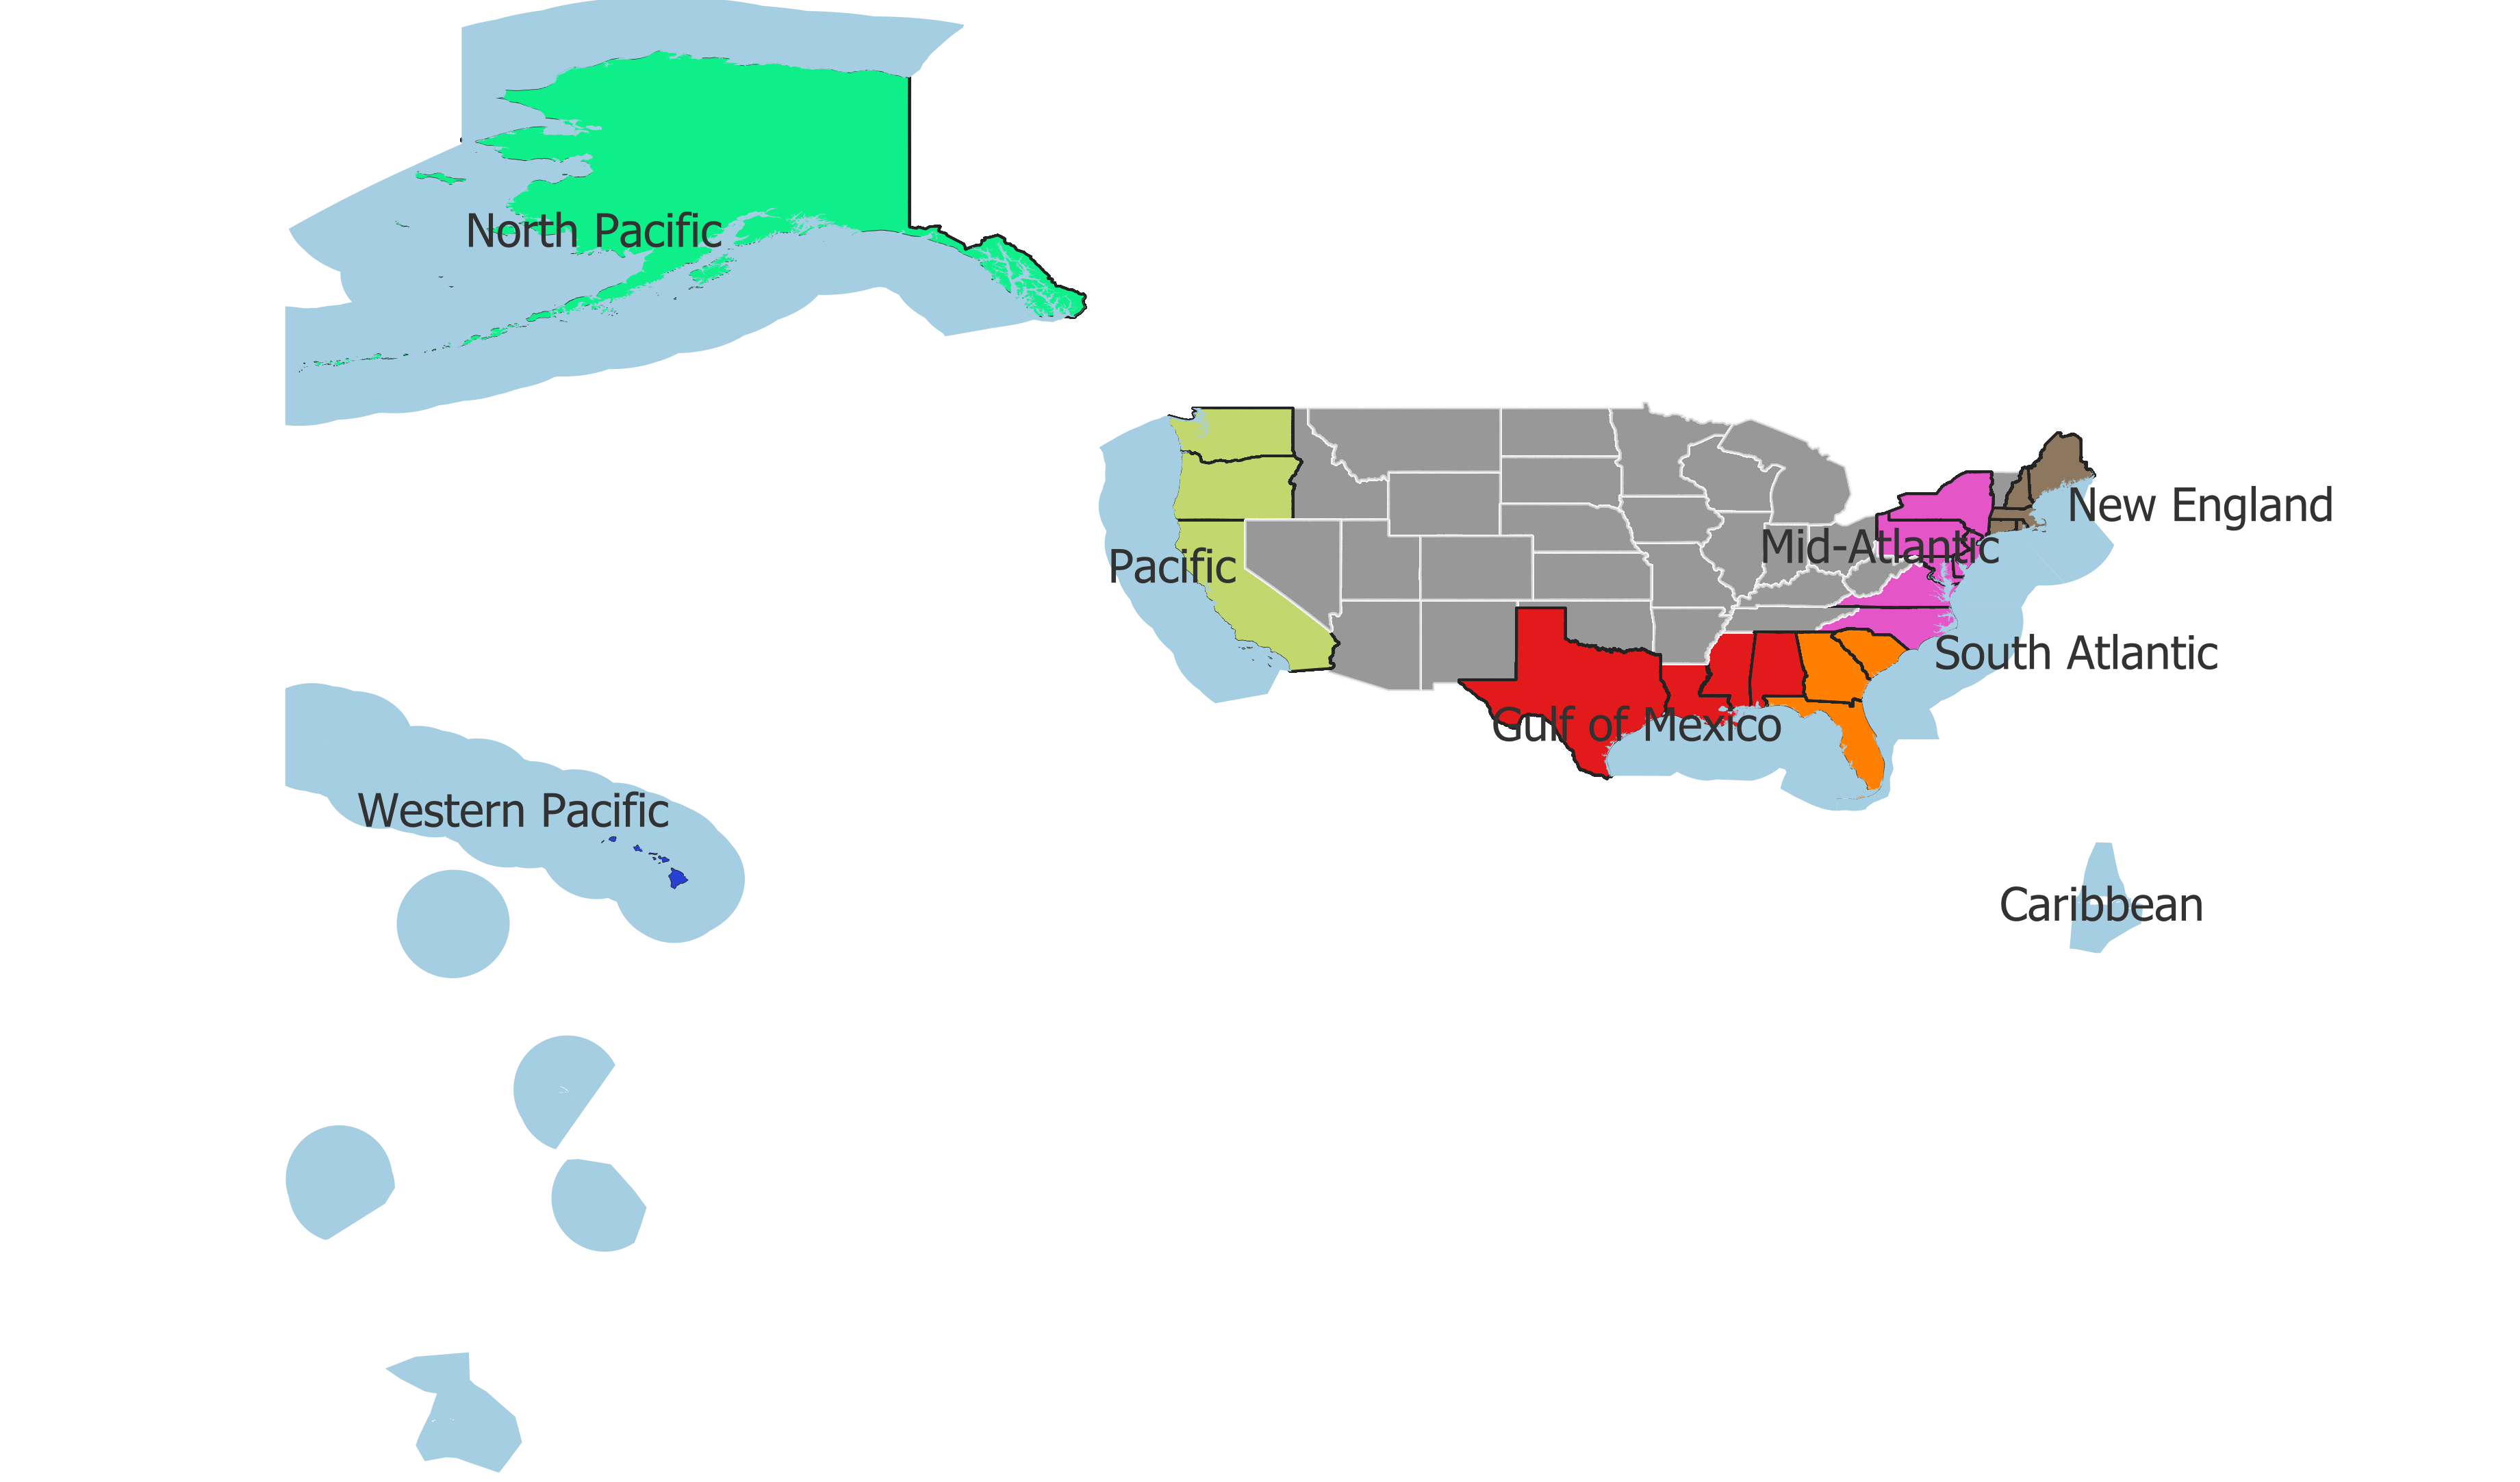 North Pacific
New England
Mid-Atlantic
Pacific
South Atlantic
Gulf of Mexico
Western Pacific
Caribbean